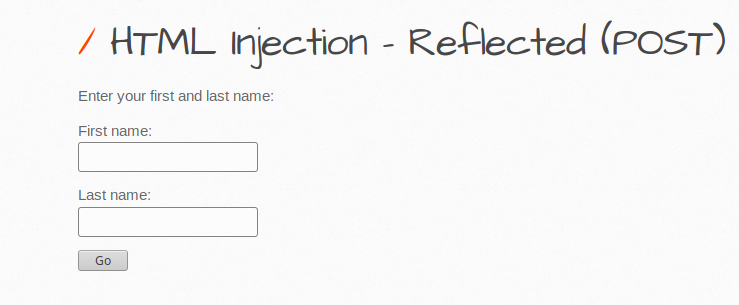 / HTML Injection - Reflected (POST)
Enter your first and last name:
First name:
Last name:
Go